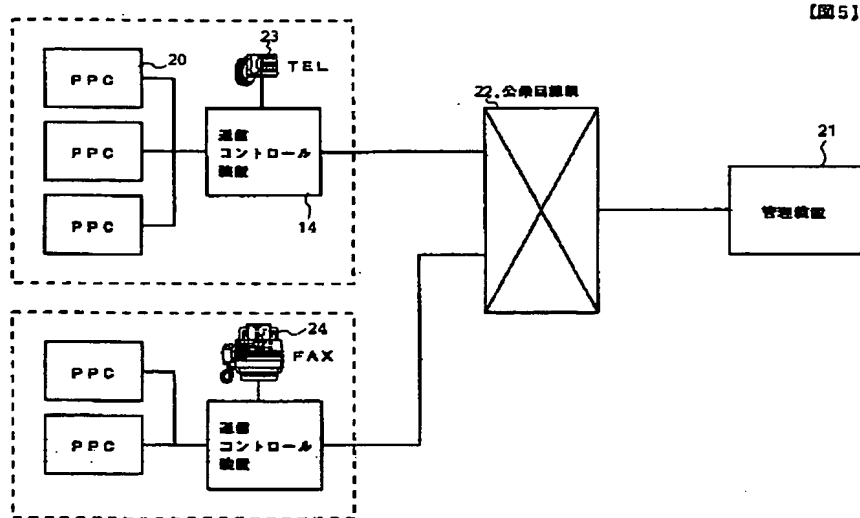 【図5】
20
PPC
PPC
PPC
23
TEL
通信
コントロール
装置
14
22.公衆回線網
21
管理装置
PPC
PPC
24
FAX
通信
コントロール
装置